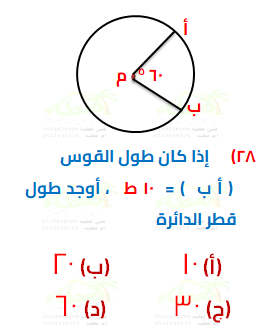 أ
٦٠° م
ب
٢٨) إذا كان طول القوس
( أ ب ) = ١٠ ط ، أوجد طول
قطر الدائرة
(أ) ١٠ (ب) ٢٠
(ج) ٣٠ (د) ٦٠